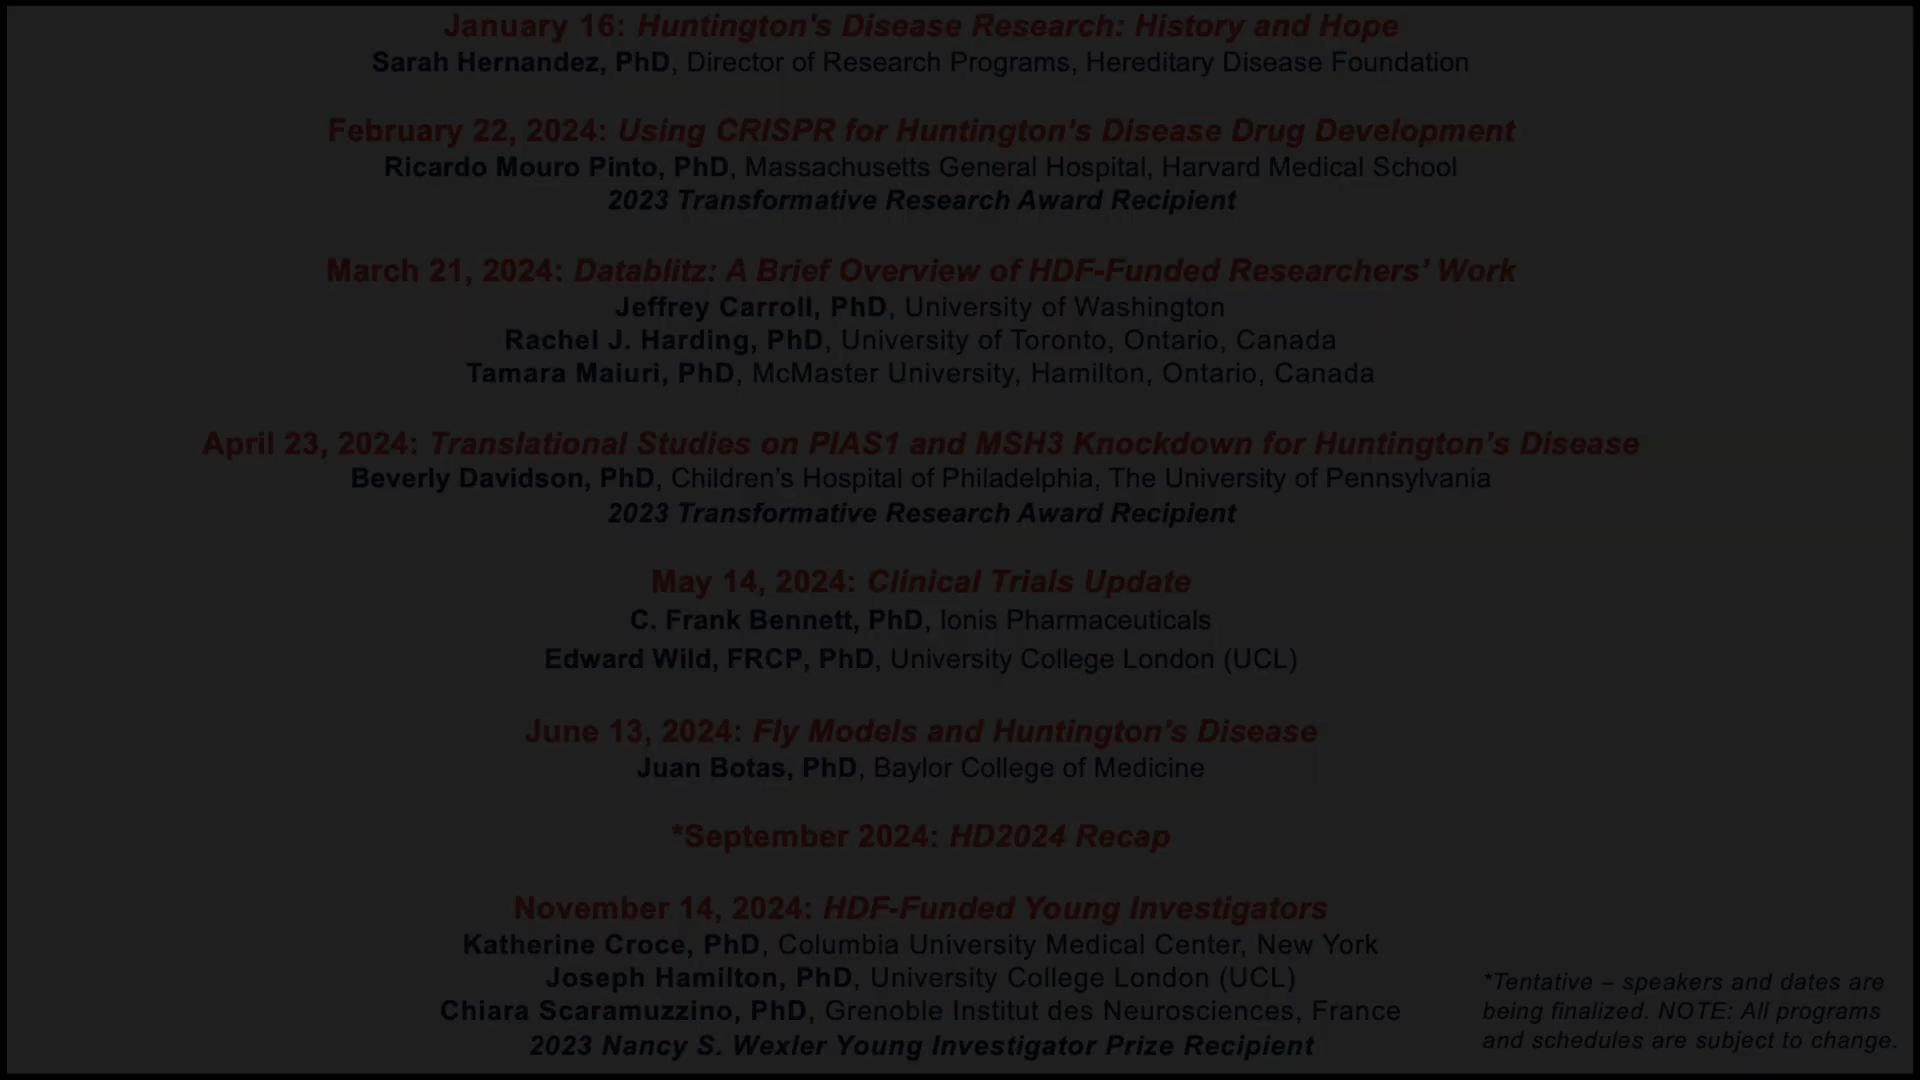 January 16: Huntington's Disease Research: History and Hope
Sarah Hernandez, PhD, Director of Research Programs, Hereditary Disease Foundation
February 22, 2024: Using CRISPR for Huntington's Disease Drug Development
Ricardo Mouro Pinto, PhD, Massachusetts General Hospital, Harvard Medical School
2023 Transformative Research Award Recipient
March 21, 2024: Datablitz: A Brief Overview of HDF-Funded Researchers' Work
Jeffrey Carroll, PhD, University of Washington
Rachel J. Harding, PhD, University of Toronto, Ontario, Canada
Tamara Maiuri, PhD, McMaster University, Hamilton, Ontario, Canada
April 23, 2024: Translational Studies on PIAS1 and MSH3 Knockdown for Huntington's Disease
Beverly Davidson, PhD, Children's Hospital of Philadelphia, The University of Pennsylvania
2023 Transformative Research Award Recipient
May 14, 2024: Clinical Trials Update
C. Frank Bennett, PhD, Ionis Pharmaceuticals
Edward Wild, FRCP, PhD, University College London (UCL)
June 13, 2024: Fly Models and Huntington's Disease
Juan Botas, PhD, Baylor College of Medicine
*September 2024: HD2024 Recap
November 14, 2024: HDF-Funded Young Investigators
Katherine Croce, PhD, Columbia University Medical Center, New York
Joseph Hamilton, PhD, University College London (UCL)
Chiara Scaramuzzino, PhD, Grenoble Institut des Neurosciences, France
2023 Nancy S. Wexler Young Investigator Prize Recipient
*Tentative – speakers and dates are
being finalized. NOTE: All programs
and schedules are subject to change.